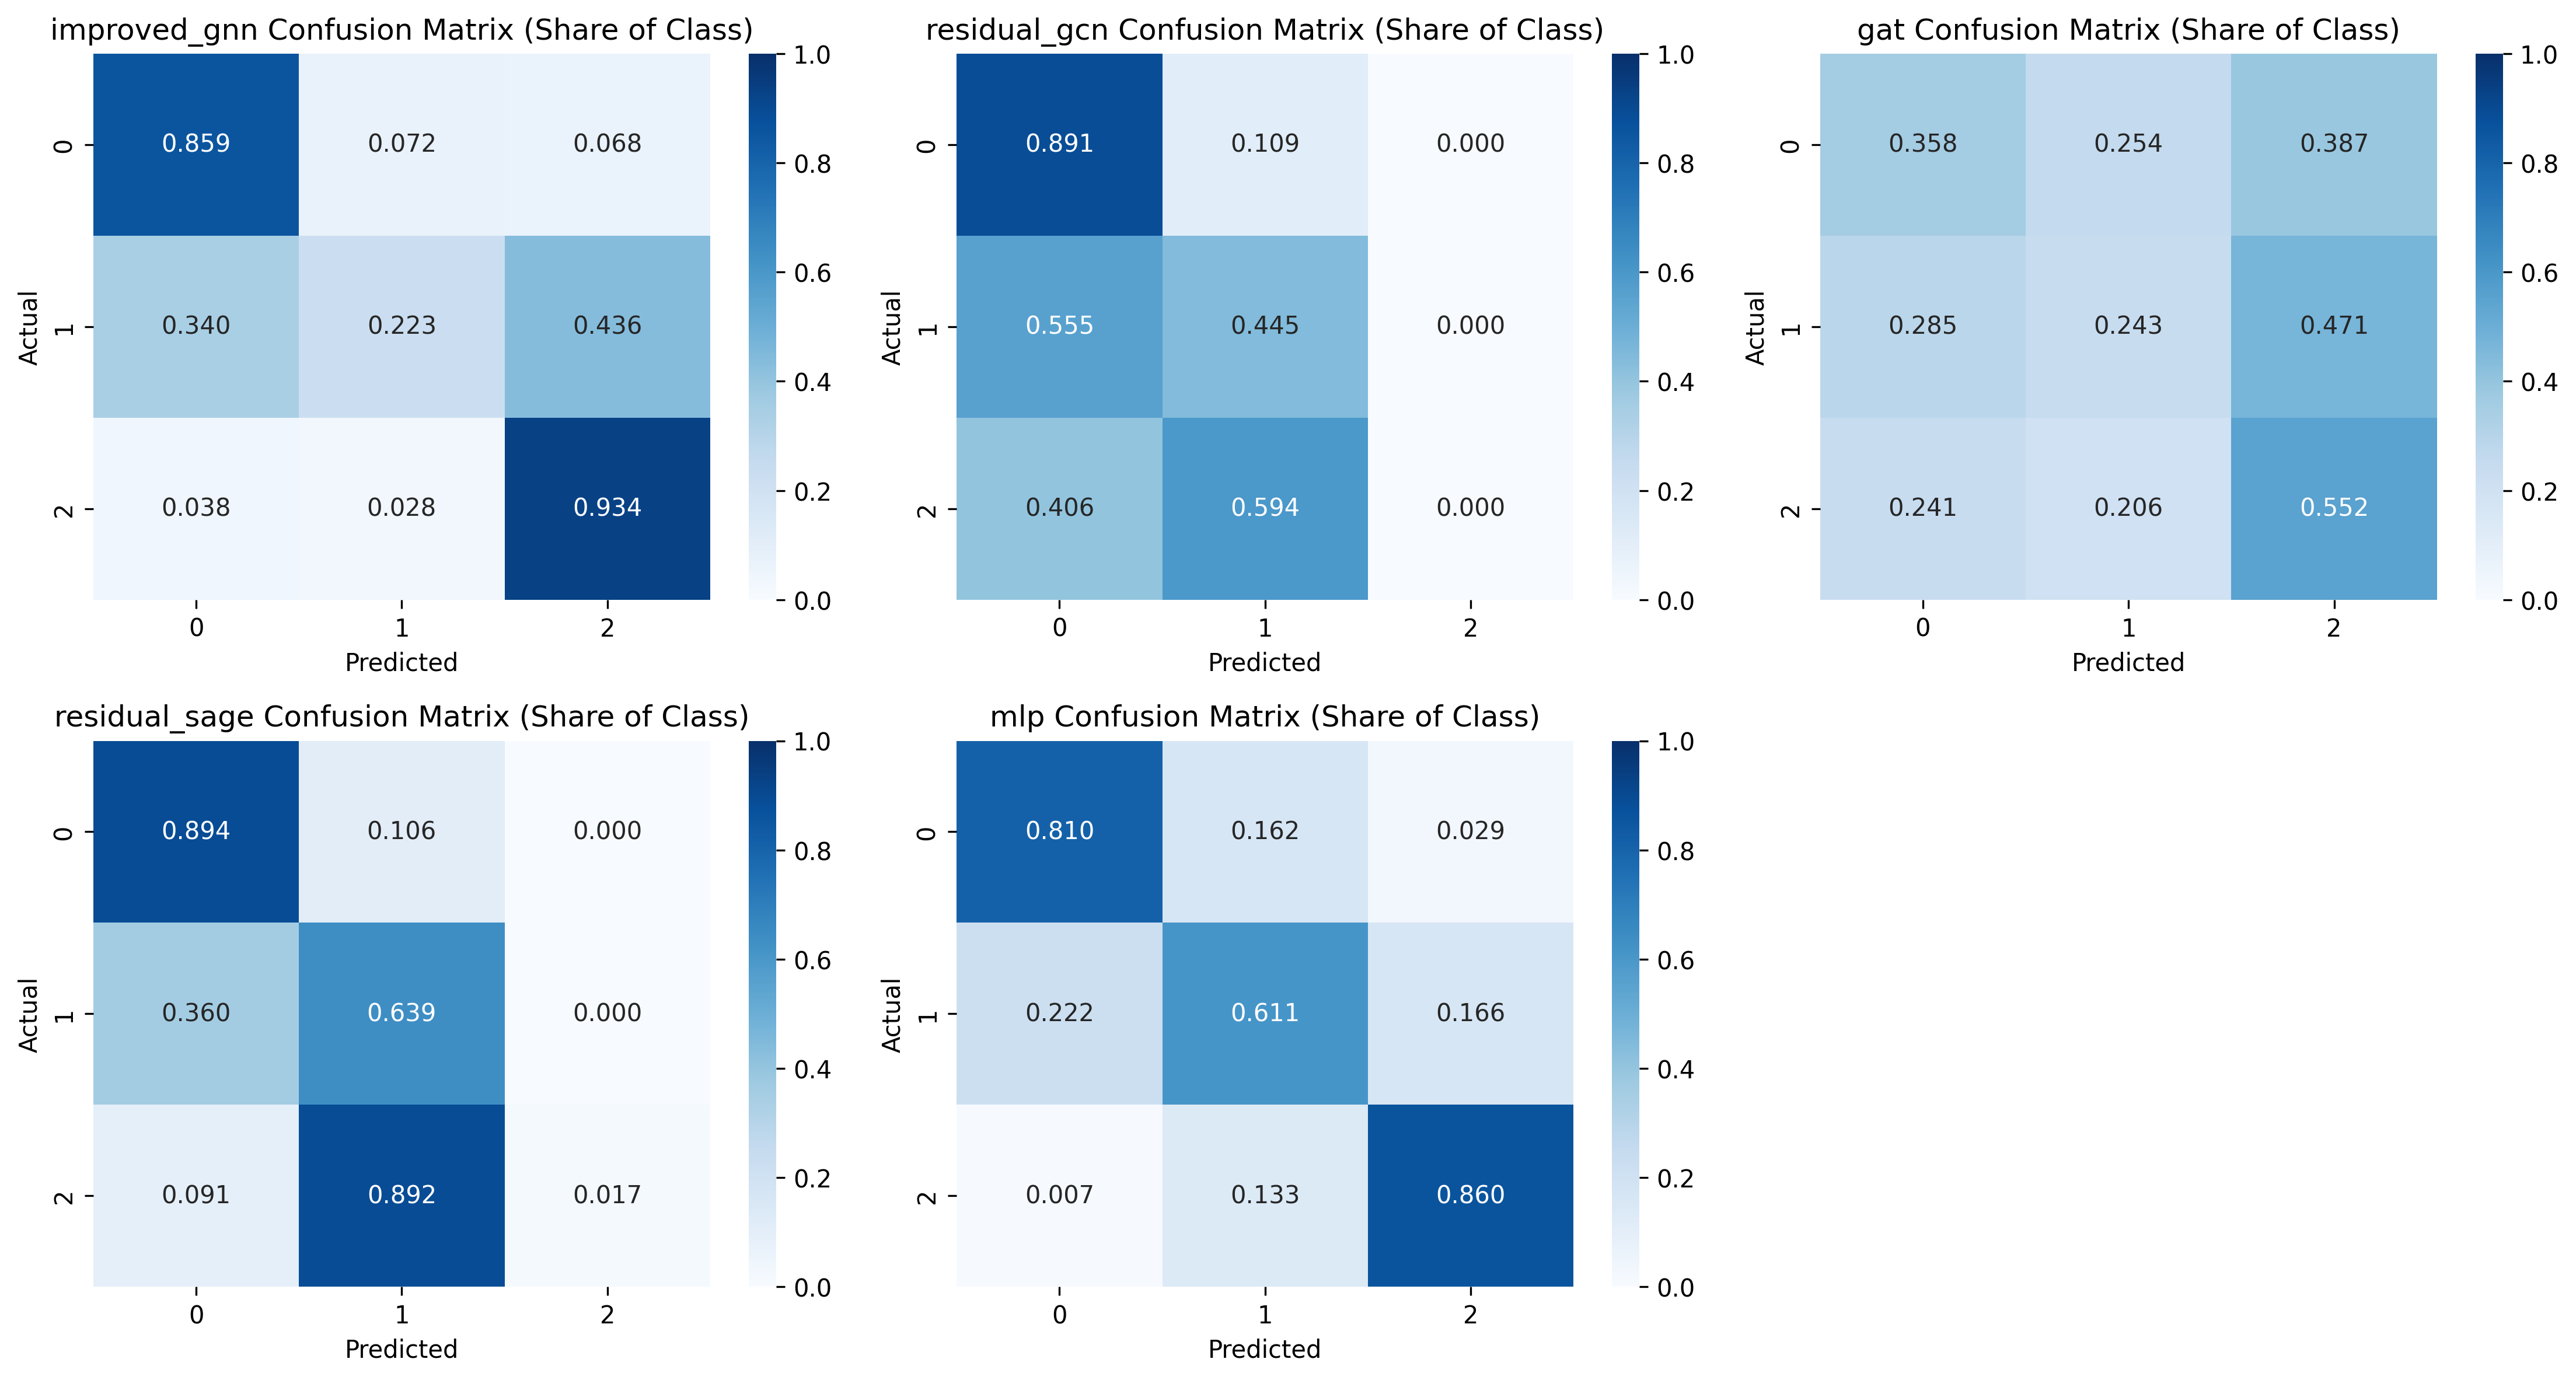 improved_gnn Confusion Matrix (Share of Class)
1.0
0.859 0.072 0.068
0
0.8
0.6
Actual
1
0.340 0.223 0.436
0.4
0.038 0.028 0.934
2
0.2
0.0
0 1 2
Predicted
residual_gcn Confusion Matrix (Share of Class)
1.0
0.891 0.109 0.000
0
0.8
0.6
Actual
1
0.555 0.445 0.000
0.4
0.406 0.594 0.000
2
0.2
0.0
0 1 2
Predicted
gat Confusion Matrix (Share of Class)
1.0
0.358 0.254 0.387
0
0.8
0.6
Actual
1
0.285 0.243 0.471
0.4
0.241 0.206 0.552
2
0.2
0.0
0 1 2
Predicted
residual_sage Confusion Matrix (Share of Class)
1.0
0.894 0.106 0.000
0
0.8
0.6
Actual
1
0.360 0.639 0.000
0.4
0.091 0.892 0.017
2
0.2
0.0
0 1 2
Predicted
mlp Confusion Matrix (Share of Class)
1.0
0.810 0.162 0.029
0
0.8
0.6
Actual
1
0.222 0.611 0.166
0.4
0.007 0.133 0.860
2
0.2
0.0
0 1 2
Predicted